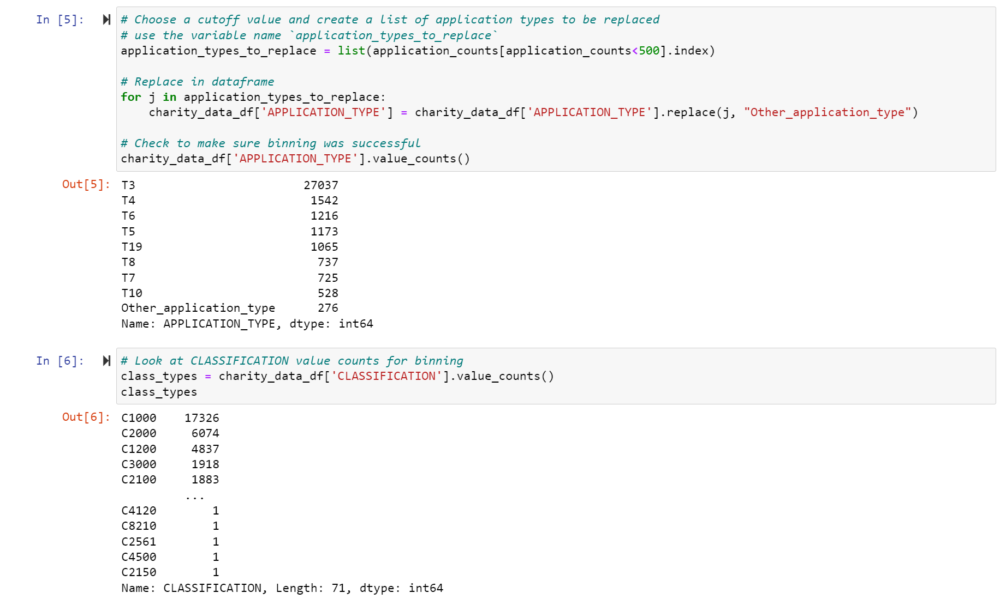 In [5]:
# Choose a cutoff value and create a list of application types to be replaced
# use the variable name `application_types_to_replace`
application_types_to_replace = list(application_counts[application_counts<500].index)
# Replace in dataframe
for j in application_types_to_replace:
    charity_data_df['APPLICATION_TYPE'] = charity_data_df['APPLICATION_TYPE'].replace(j, "Other_application_type")
# Check to make sure binning was successful
charity_data_df['APPLICATION_TYPE'].value_counts()
Out[5]:
T3 27037
T4 1542
T6 1216
T5 1173
T19 1065
T8 737
T7 725
T10 528
Other_application_type 276
Name: APPLICATION_TYPE, dtype: int64
In [6]:
# Look at CLASSIFICATION value counts for binning
class_types = charity_data_df['CLASSIFICATION'].value_counts()
class_types
Out[6]:
C1000 17326
C2000 6074
C1200 4837
C3000 1918
C2100 1883
...
C4120 1
C8210 1
C2561 1
C4500 1
C2150 1
Name: CLASSIFICATION, Length: 71, dtype: int64